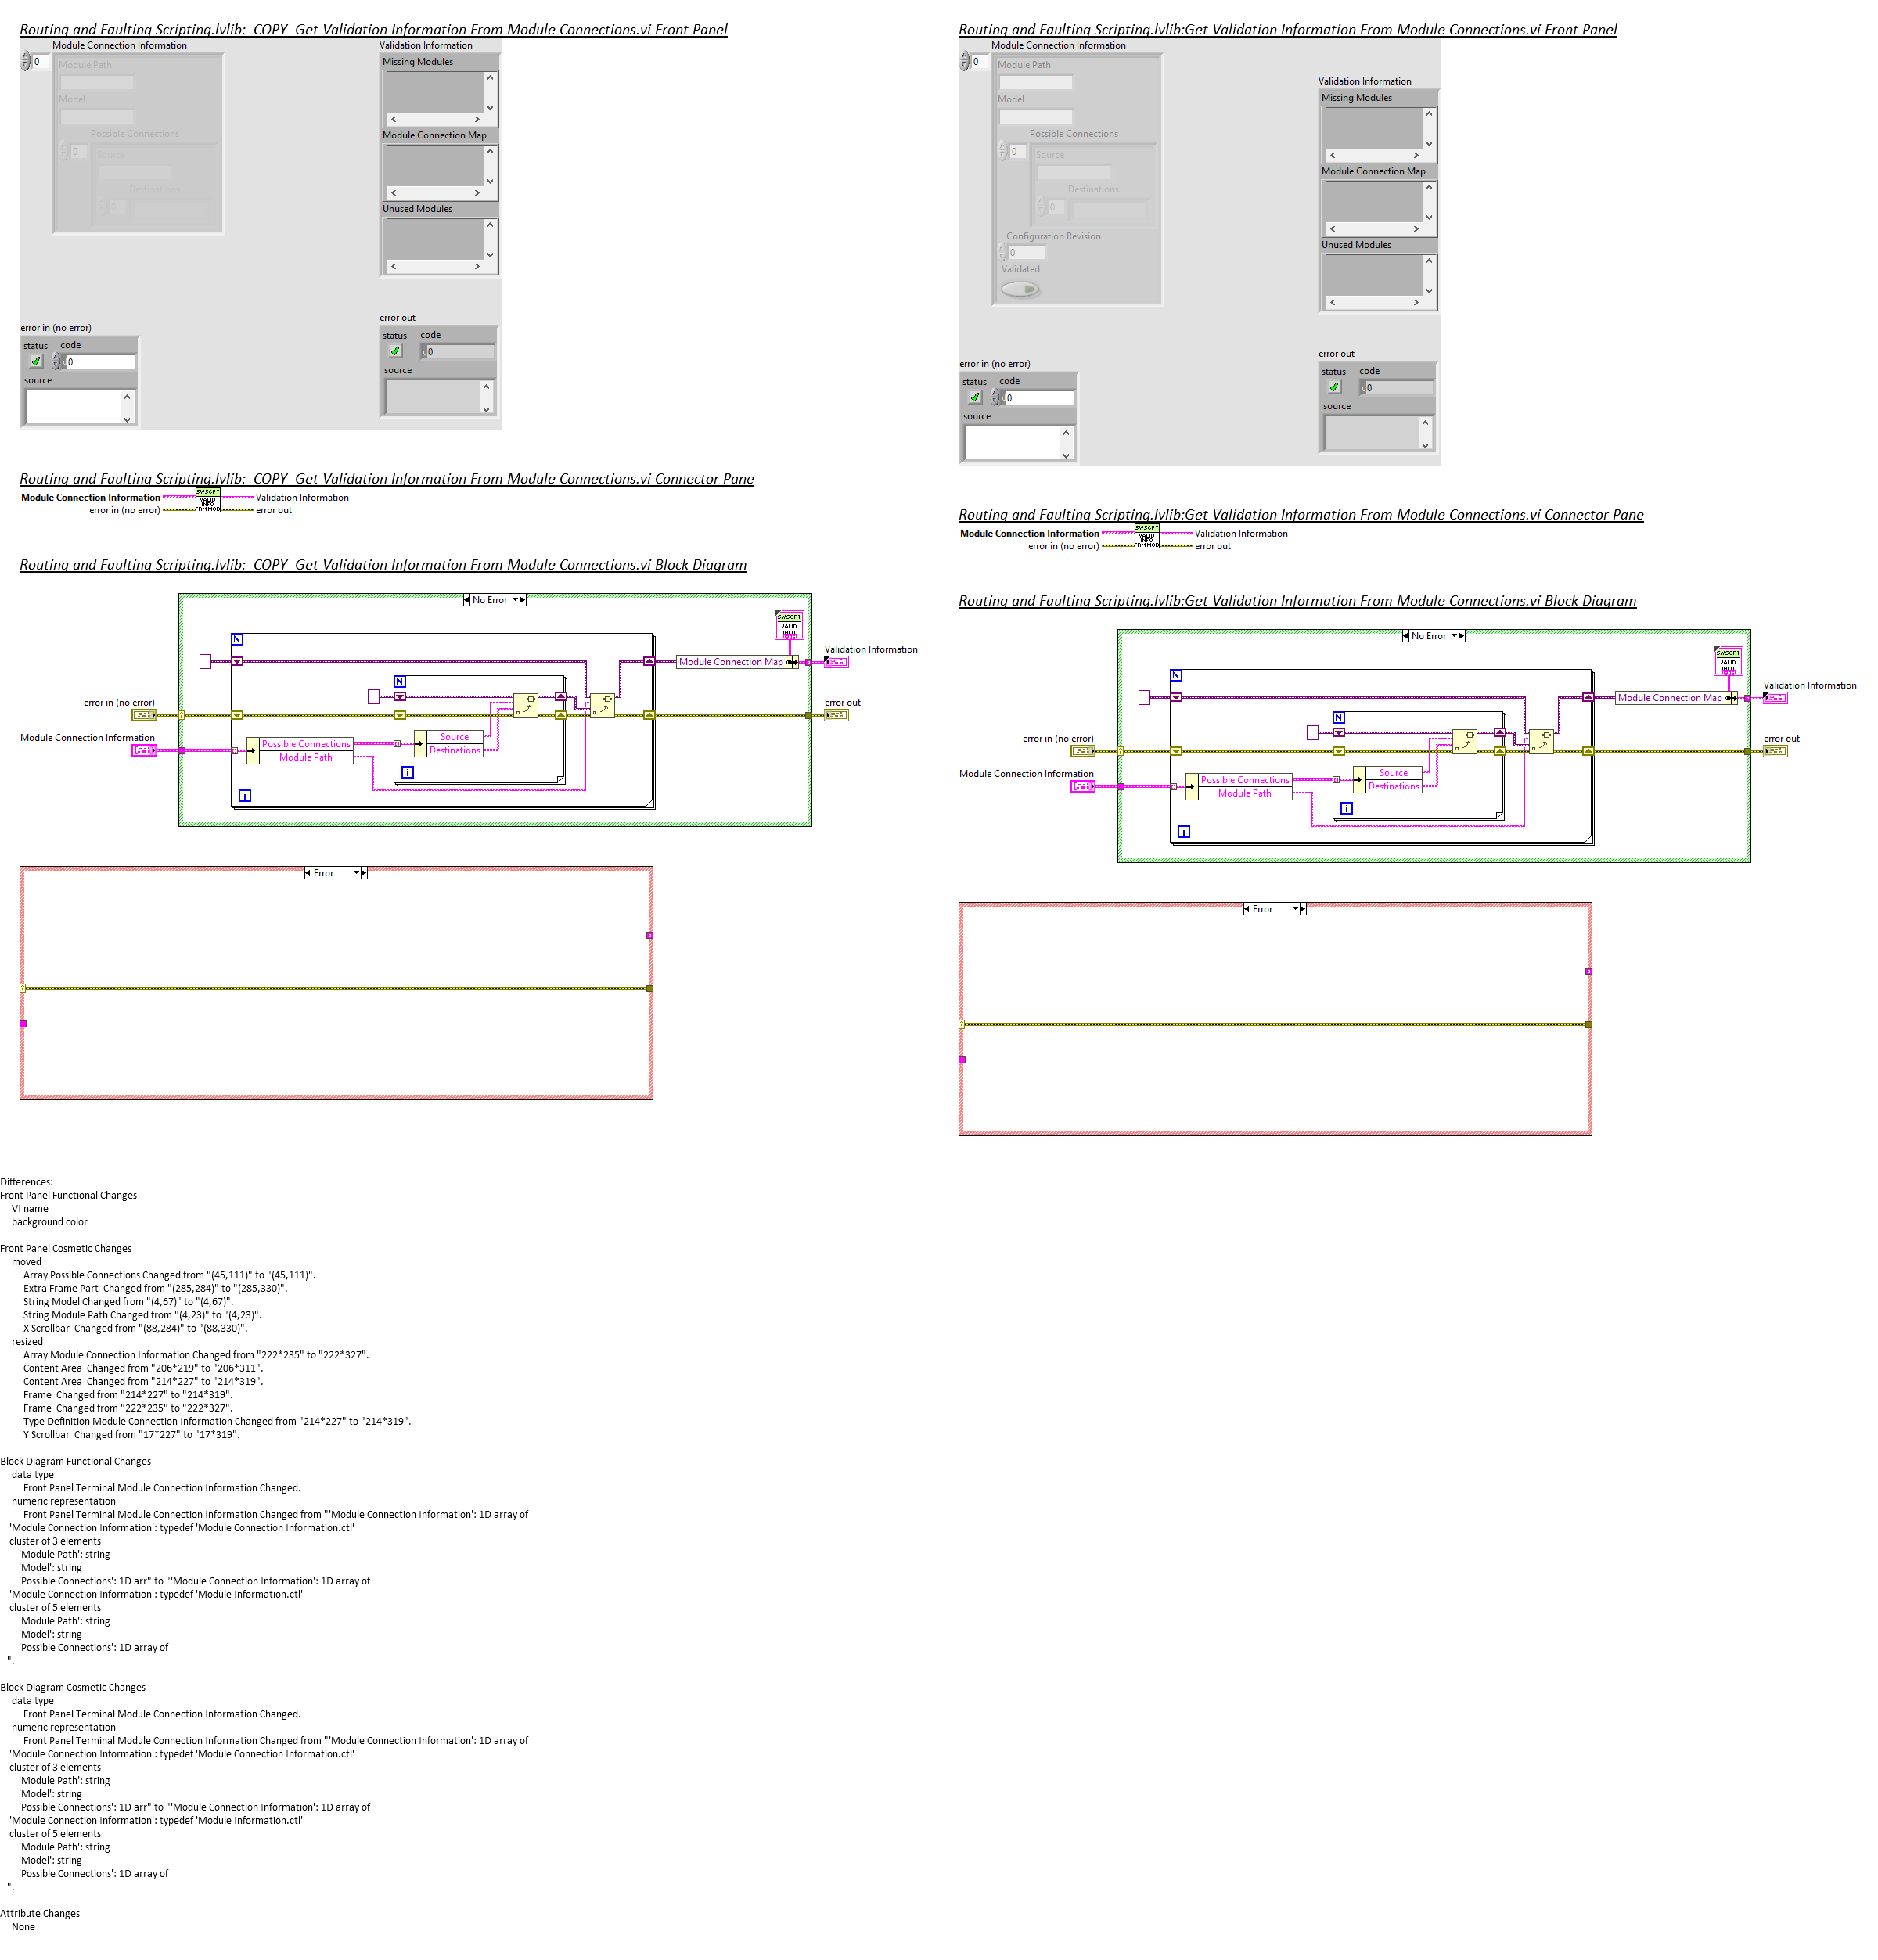 Routing and Faulting Scripting.lvlib:  COPY  Get Validation Information From Module Connections.vi Front Panel
Module Connection Information
0
Module Path
Model
Possible Connections
0
Source
Destinations
0
Validation Information
Missing Modules
Module Connection Map
Unused Modules
error in (no error)
status code
0
source
error out
status code
0
source
Routing and Faulting Scripting.lvlib:  COPY  Get Validation Information From Module Connections.vi Connector Pane
Module Connection Information
error in (no error)
SWSCPT
VALID
INFO
FRM MOD
Validation Information
error out
Routing and Faulting Scripting.lvlib:  COPY  Get Validation Information From Module Connections.vi Block Diagram
No Error
SWSCPT
VALID
INFO
N
Module Connection Map
Validation Information
N
error in (no error)
error out
Module Connection Information
Possible Connections
Module Path
Source
Destinations
i
i
Error
Routing and Faulting Scripting.lvlib:Get Validation Information From Module Connections.vi Front Panel
Module Connection Information
0
Module Path
Model
Possible Connections
0
Source
Destinations
0
Configuration Revision
0
Validated
Validation Information
Missing Modules
Module Connection Map
Unused Modules
error in (no error)
status code
0
source
error out
status code
0
source
Routing and Faulting Scripting.lvlib:Get Validation Information From Module Connections.vi Connector Pane
Module Connection Information
error in (no error)
SWSCPT
VALID
INFO
FRM MOD
Validation Information
error out
Routing and Faulting Scripting.lvlib:Get Validation Information From Module Connections.vi Block Diagram
No Error
SWSCPT
VALID
INFO
N
Module Connection Map
Validation Information
N
error in (no error)
error out
Module Connection Information
Possible Connections
Module Path
Source
Destinations
i
i
Error
Differences:
Front Panel Functional Changes
VI name
background color
Front Panel Cosmetic Changes
moved
Array Possible Connections Changed from "(45,111)" to "(45,111)".
Extra Frame Part  Changed from "(285,284)" to "(285,330)".
String Model Changed from "(4,67)" to "(4,67)".
String Module Path Changed from "(4,23)" to "(4,23)".
X Scrollbar  Changed from "(88,284)" to "(88,330)".
resized
Array Module Connection Information Changed from "222*235" to "222*327".
Content Area  Changed from "206*219" to "206*311".
Content Area  Changed from "214*227" to "214*319".
Frame  Changed from "214*227" to "214*319".
Frame  Changed from "222*235" to "222*327".
Type Definition Module Connection Information Changed from "214*227" to "214*319".
Y Scrollbar  Changed from "17*227" to "17*319".
Block Diagram Functional Changes
data type
Front Panel Terminal Module Connection Information Changed.
numeric representation
Front Panel Terminal Module Connection Information Changed from "'Module Connection Information': 1D array of
'Module Connection Information': typedef 'Module Connection Information.ctl'
cluster of 3 elements
'Module Path': string
'Model': string
'Possible Connections': 1D arr" to "'Module Connection Information': 1D array of
'Module Connection Information': typedef 'Module Information.ctl'
cluster of 5 elements
'Module Path': string
'Model': string
'Possible Connections': 1D array of
".
Block Diagram Cosmetic Changes
data type
Front Panel Terminal Module Connection Information Changed.
numeric representation
Front Panel Terminal Module Connection Information Changed from "'Module Connection Information': 1D array of
'Module Connection Information': typedef 'Module Connection Information.ctl'
cluster of 3 elements
'Module Path': string
'Model': string
'Possible Connections': 1D arr" to "'Module Connection Information': 1D array of
'Module Connection Information': typedef 'Module Information.ctl'
cluster of 5 elements
'Module Path': string
'Model': string
'Possible Connections': 1D array of
".
Attribute Changes
None